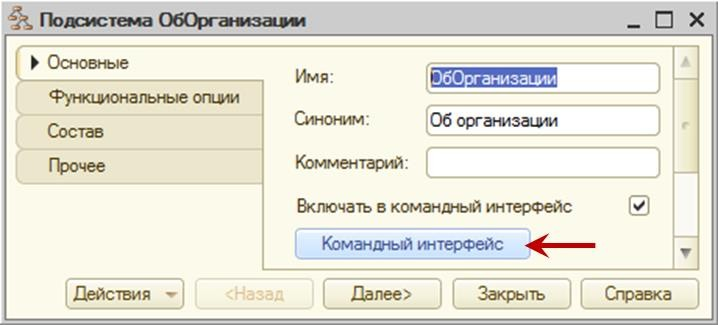 Подсистема ОбОрганизации
Основные
Функциональные опции
Состав
Прочее
Имя: ОбОрганизации
Синоним: Об организации
Комментарий:
Включать в командный интерфейс
Командный интерфейс
Действия <Назад Далее> Закрыть Справка